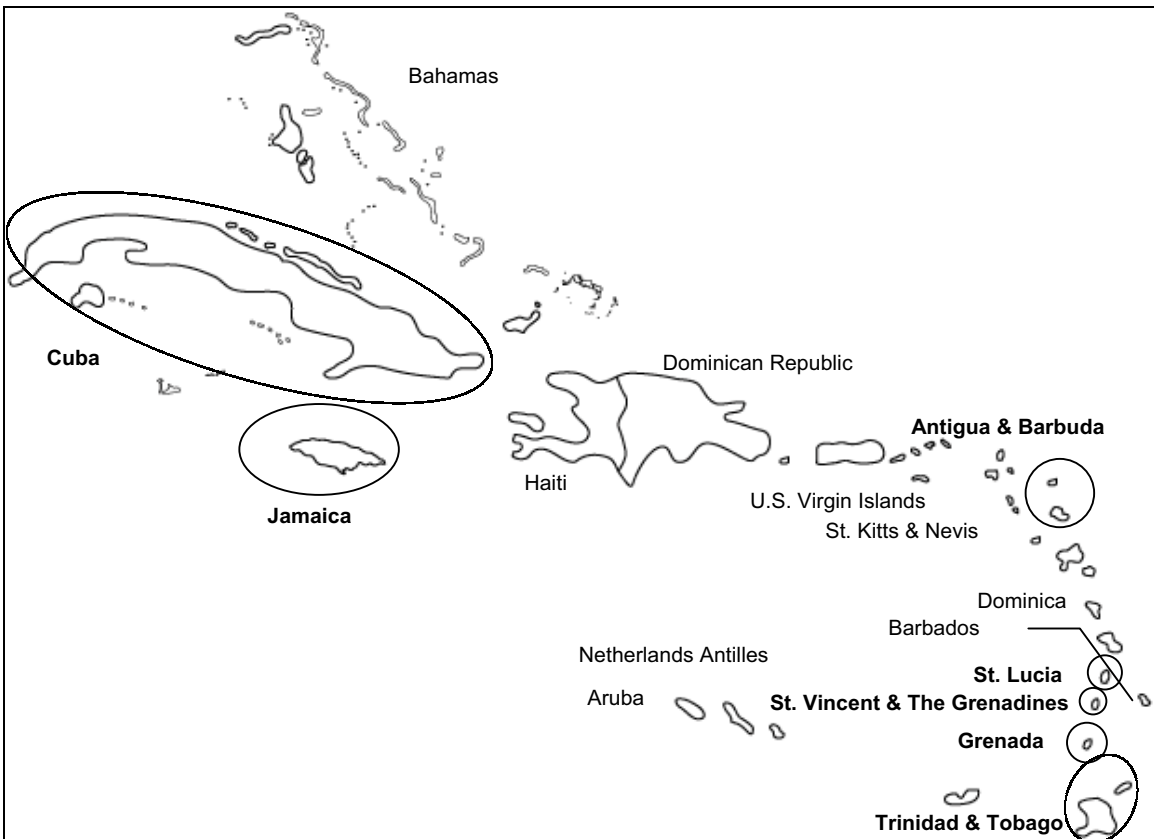 Bahamas
Cuba
Dominican Republic
Antigua & Barbuda
Haiti
U.S. Virgin Islands
Jamaica
St. Kitts & Nevis
Dominica
Barbados
Netherlands Antilles
St. Lucia
Aruba
St. Vincent & The Grenadines
Grenada
Trinidad & Tobago